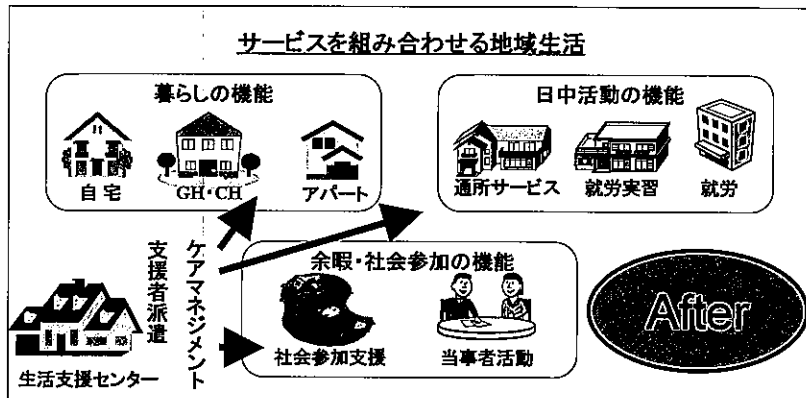 サービスを組み合わせる地域生活
暮らしの機能
自宅
GH・CH
アパート
日中活動の機能
通所サービス
就労実習
就労
支援者派遣
ケアマネジメント
生活支援センター
余暇・社会参加の機能
社会参加支援
当事者活動
After